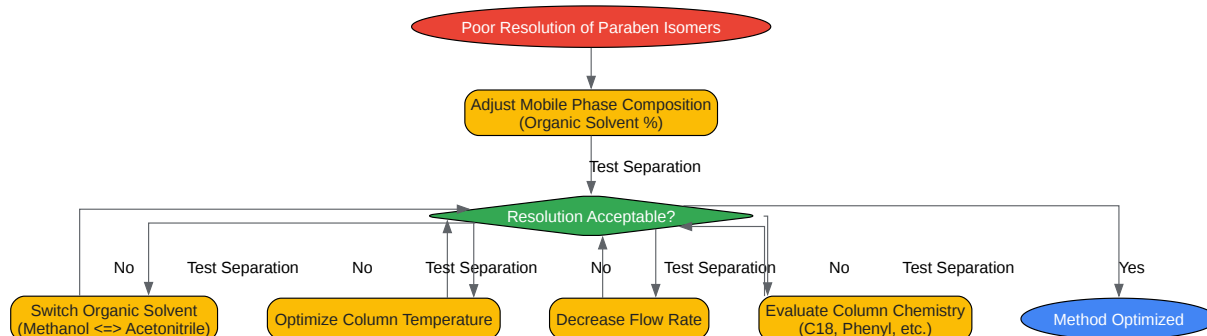 Poor Resolution of Paraben Isomers
Adjust Mobile Phase Composition
(Organic Solvent %)
Test Separation
Resolution Acceptable?
No
Test Separation
No
Test Separation
No
Test Separation
No
Test Separation
Yes
Switch Organic Solvent
(Methanol <=> Acetonitrile)
Optimize Column Temperature
Decrease Flow Rate
Evaluate Column Chemistry
(C18, Phenyl, etc.)
Method Optimized